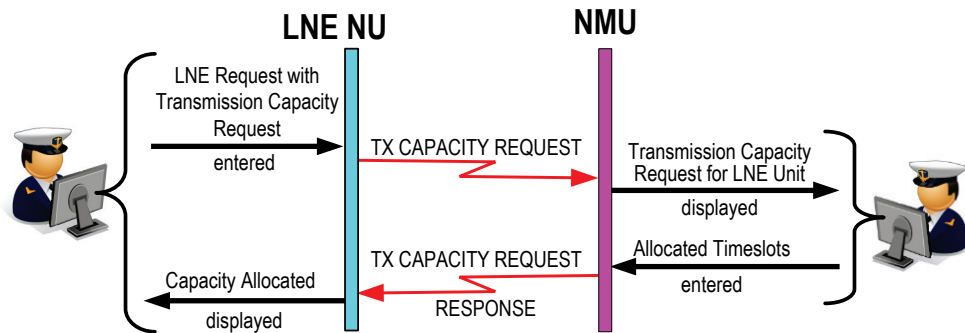 LNE NU
NMU
LNE Request with
Transmission Capacity
Request
entered
TX CAPACITY REQUEST
Transmission Capacity
Request for LNE Unit
displayed
Allocated Timeslots
entered
TX CAPACITY REQUEST
RESPONSE
Capacity Allocated
displayed